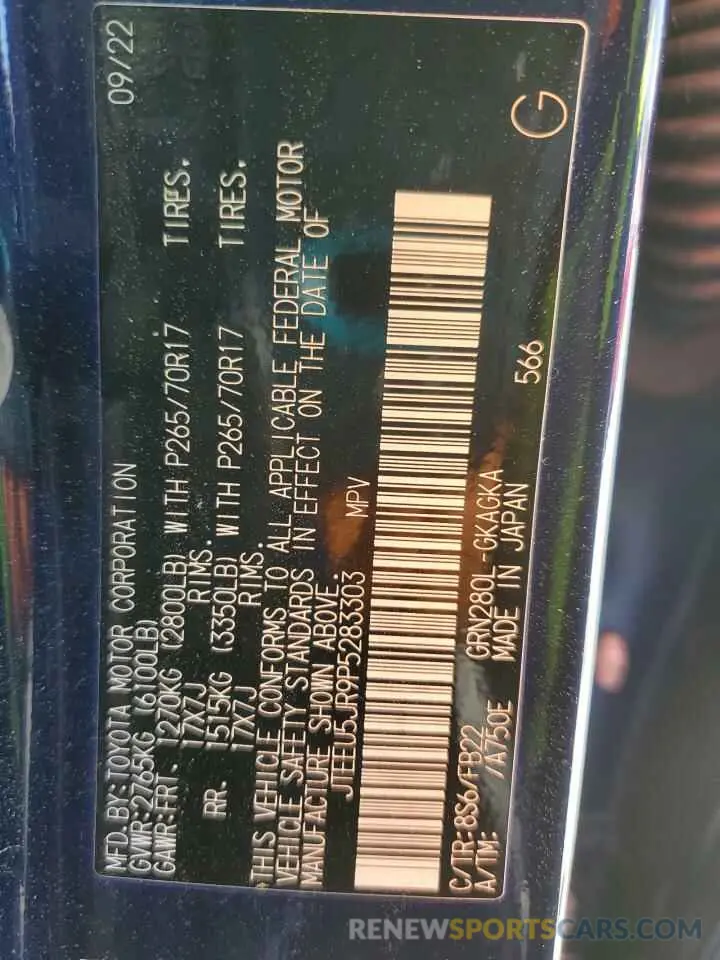 MFD. BY: TOYOTA MOTOR CORPORATION 09/22
GVWR: 2765KG (6100LB)
GAWR: FRT. 1270KG (2800LB) WITH P265/70R17 TIRES.
17X7J RIMS.
RR. 1515KG (3350LB) WITH P265/70R17 TIRES.
17X7J RIMS.
THIS VEHICLE CONFORMS TO ALL APPLICABLE FEDERAL MOTOR
VEHICLE SAFETY STANDARDS IN EFFECT ON THE DATE OF
MANUFACTURE SHOWN ABOVE.
JTEEU5JR9P5283303 MPV
C/TR: 8S6/FB22 GRN280L-GKAGKA 566
A/TM: /A750E MADE IN JAPAN
G
RENEWSPORTSCARS.COM